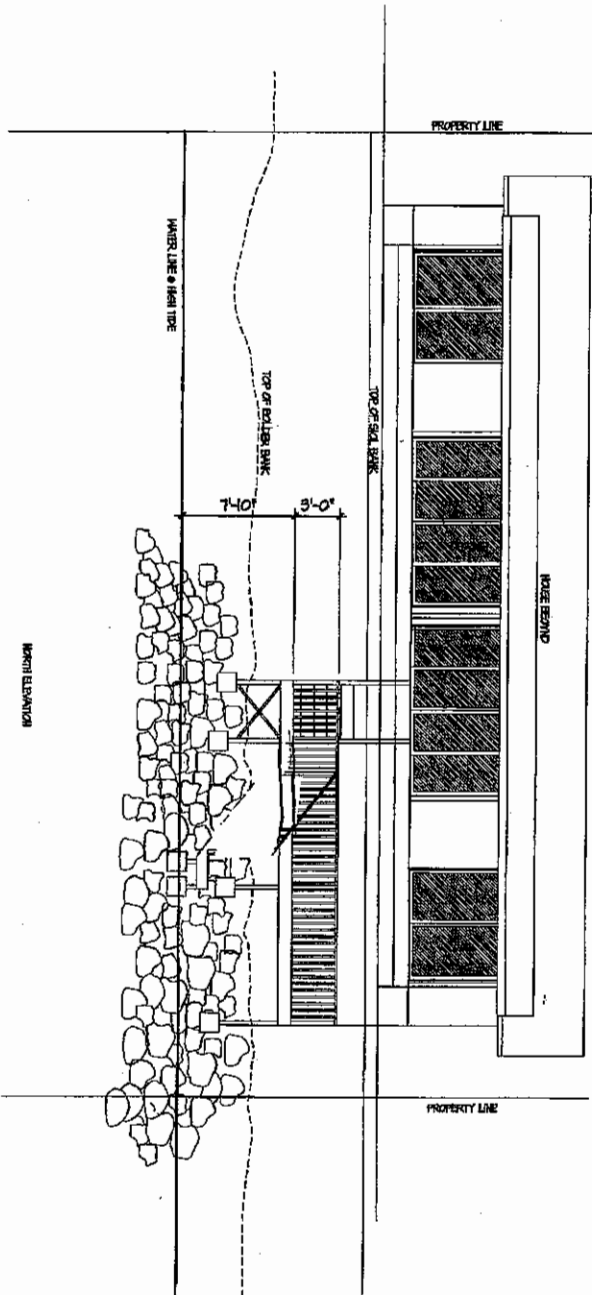 PROPERTY LINE
HOUSE BEYOND
TOP OF SOIL BANK
3'-0"
7'-10"
TOP OF BOULDER BANK
WATER LINE @ HIGH TIDE
PROPERTY LINE
NORTH ELEVATION